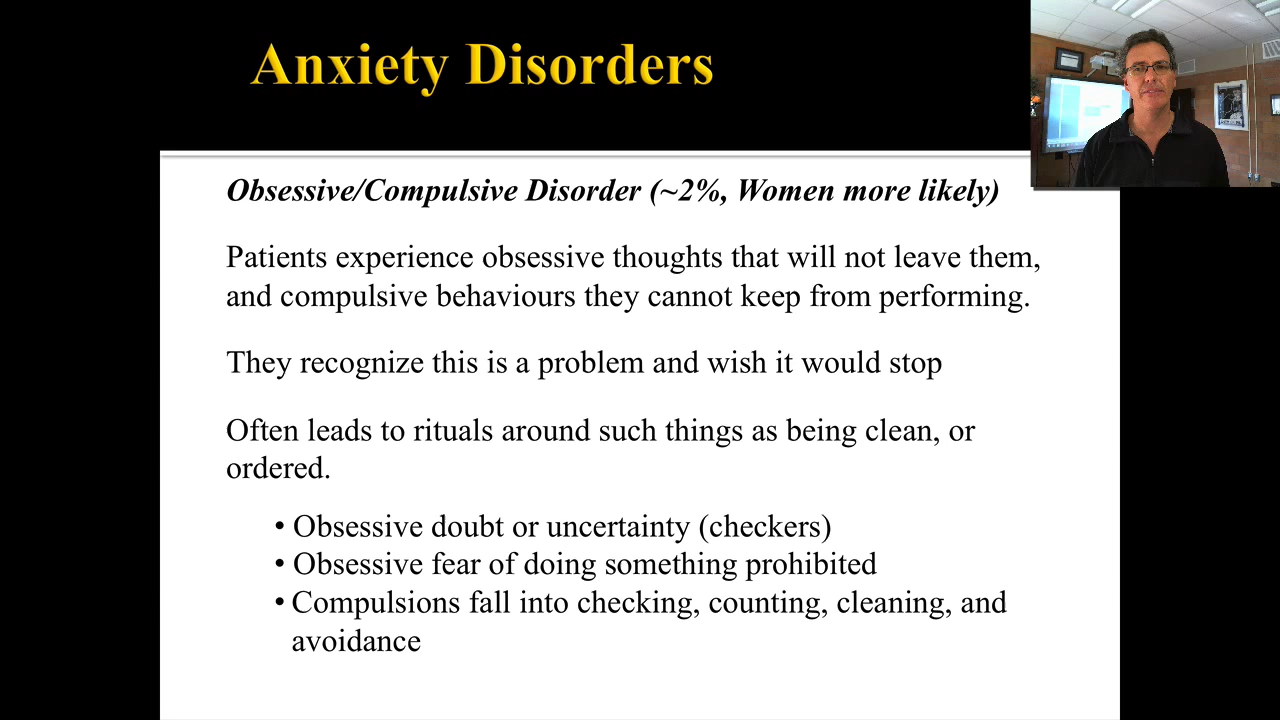 Anxiety Disorders
Obsessive/Compulsive Disorder (~2%, Women more likely)
Patients experience obsessive thoughts that will not leave them,
and compulsive behaviours they cannot keep from performing.
They recognize this is a problem and wish it would stop
Often leads to rituals around such things as being clean, or
ordered.
• Obsessive doubt or uncertainty (checkers)
• Obsessive fear of doing something prohibited
• Compulsions fall into checking, counting, cleaning, and
avoidance